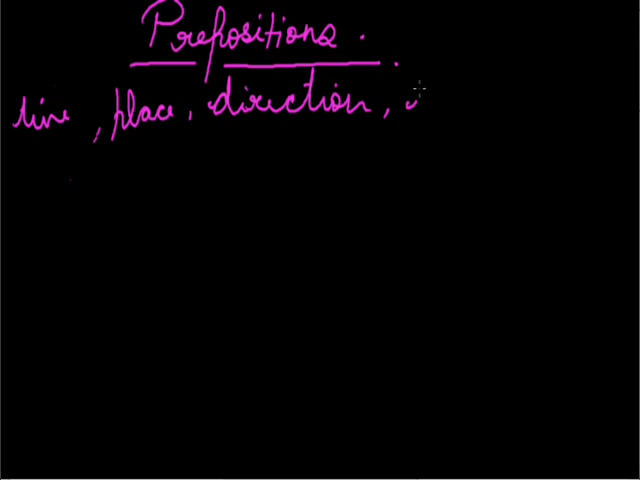 Prepositions.
time, place, direction,